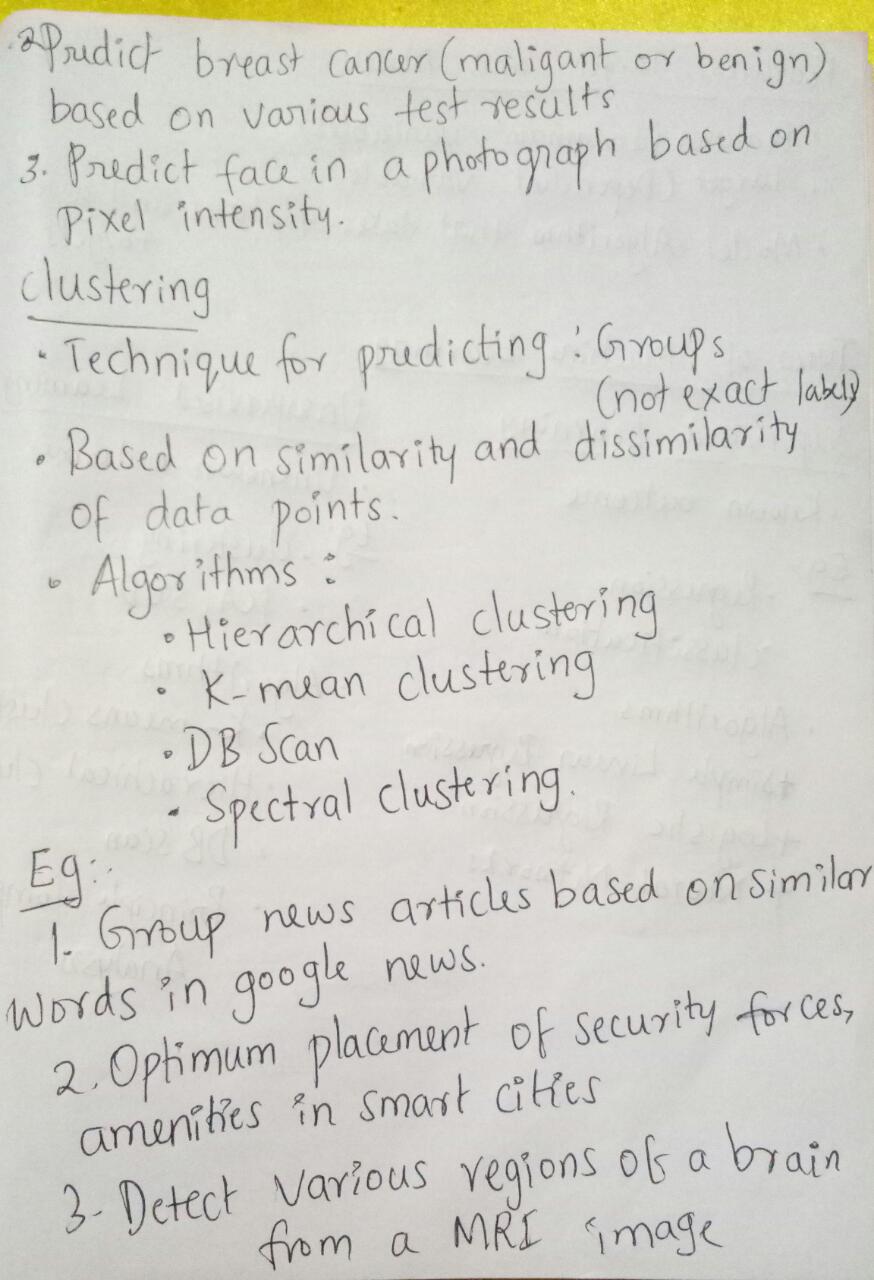 2 Predict breast cancer (maligant or benign)
based on various test results
3. Predict face in a photograph based on
pixel intensity.
clustering
• Technique for predicting : Groups
(not exact labels)
• Based on similarity and dissimilarity
of data points.
• Algorithms :
• Hierarchical clustering
• K-mean clustering
• DB Scan
• Spectral clustering.
Eg:
1. Group news articles based on similar
words in google news.
2. Optimum placement of security forces,
amenities in smart cities
3. Detect various regions of a brain
from a MRI image